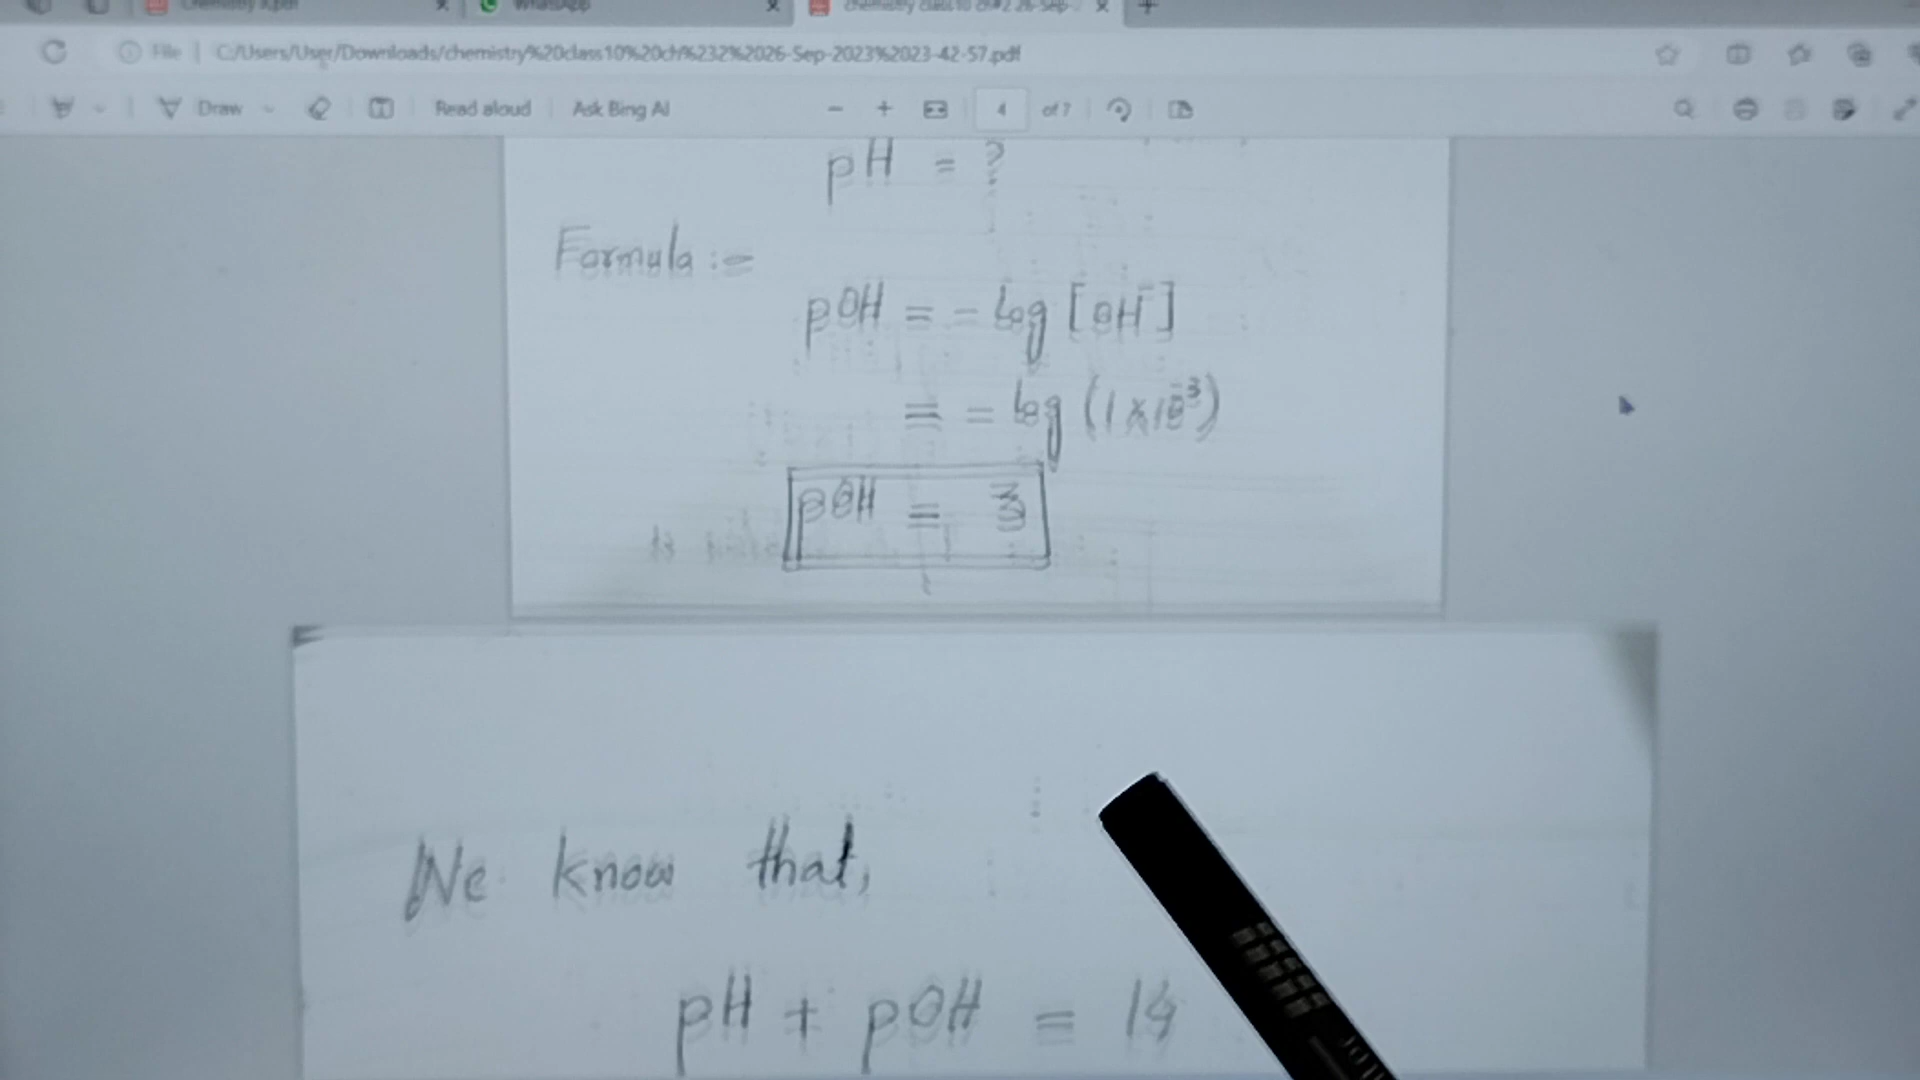 WhatsApp
File | C:/Users/User/Downloads/chemistry%20class10%20ch%232%2026-Sep-2023%2023-42-57.pdf
Draw Read aloud Ask Bing AI − + 4 of 7
pH = ?
Formula :-
pOH = - log [OH⁻]
= - log (1 x 10⁻³)
pOH = 3
We know that,
pH + pOH = 14